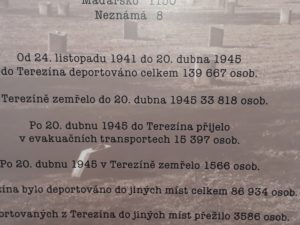 Maďarsko 1150
Neznámá 8
Od 24. listopadu 1941 do 20. dubna 1945
do Terezína deportováno celkem 139 667 osob.
Terezíně zemřelo do 20. dubna 1945 33 818 osob.
Po 20. dubnu 1945 do Terezína přijelo
v evakuačních transportech 15 397 osob.
Po 20. dubnu 1945 v Terezíně zemřelo 1566 osob.
zína bylo deportováno do jiných míst celkem 86 934 osob.
portovaných z Terezína do jiných míst přežilo 3586 osob.